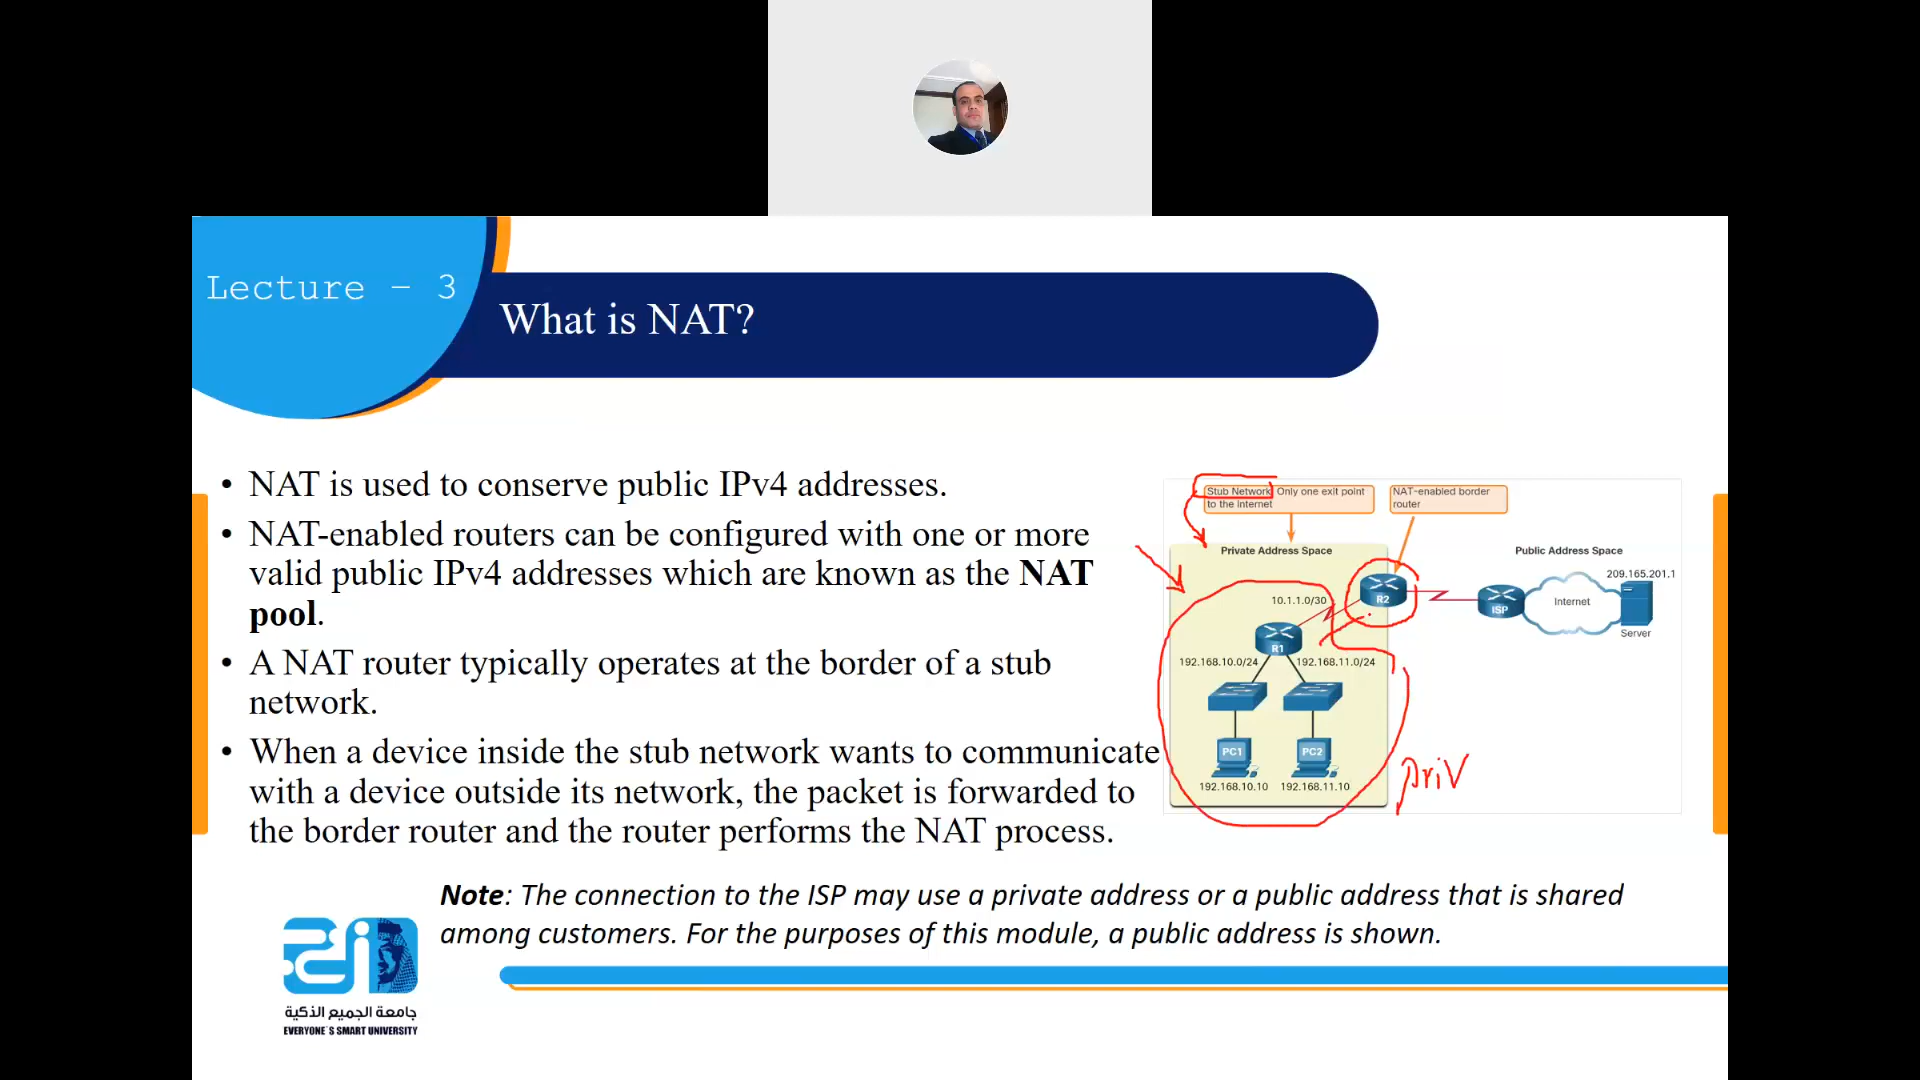 Lecture – 3
What is NAT?
• NAT is used to conserve public IPv4 addresses.
• NAT-enabled routers can be configured with one or more
valid public IPv4 addresses which are known as the NAT
pool.
• A NAT router typically operates at the border of a stub
network.
• When a device inside the stub network wants to communicate
with a device outside its network, the packet is forwarded to
the border router and the router performs the NAT process.
Stub Network Only one exit point
to the Internet
NAT-enabled border
router
Private Address Space
Public Address Space
209.165.201.1
10.1.1.0/30
R2
ISP
Internet
Server
R1
192.168.10.0/24
192.168.11.0/24
PC1
PC2
192.168.10.10
192.168.11.10
priv
Note: The connection to the ISP may use a private address or a public address that is shared
among customers. For the purposes of this module, a public address is shown.
جامعة الجميع الذكية
EVERYONE`S SMART UNIVERSITY